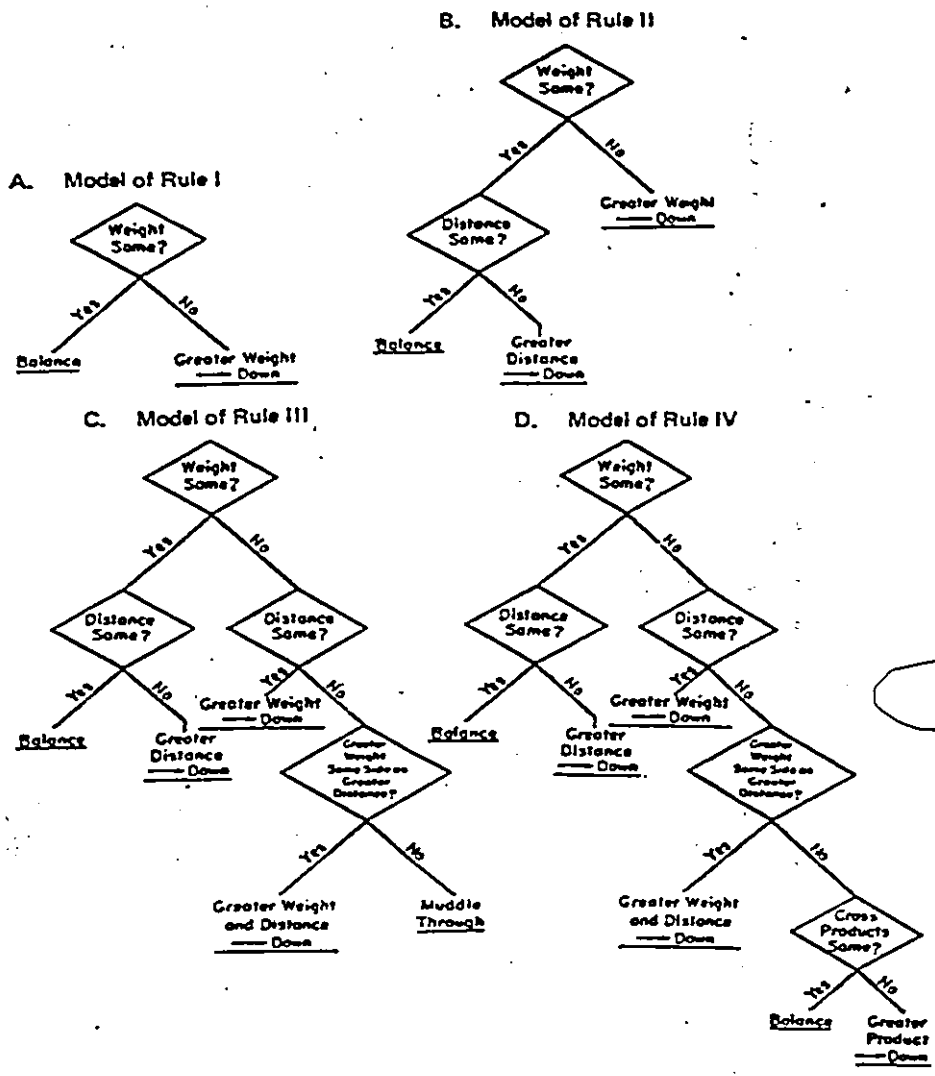 B. Model of Rule II
Weight
Same?
Yes
No
Distance
Same?
Greater Weight
Down
Yes
No
Balance
Greater
Distance
Down
A. Model of Rule I
Weight
Same?
Yes
No
Balance
Greater Weight
Down
C. Model of Rule III
Weight
Same?
Yes
No
Distance
Same?
Distance
Same?
Yes
No
Yes
No
Balance
Greater
Distance
Down
Greater Weight
Down
Greater
Weight
Same Side as
Greater
Distance?
Yes
No
Greater Weight
and Distance
Down
Muddle
Through
D. Model of Rule IV
Weight
Same?
Yes
No
Distance
Same?
Distance
Same?
Yes
No
Yes
No
Balance
Greater
Distance
Down
Greater Weight
Down
Greater
Weight
Same Side as
Greater
Distance?
Yes
No
Greater Weight
and Distance
Down
Cross
Products
Same?
Yes
No
Balance
Greater
Product
Down